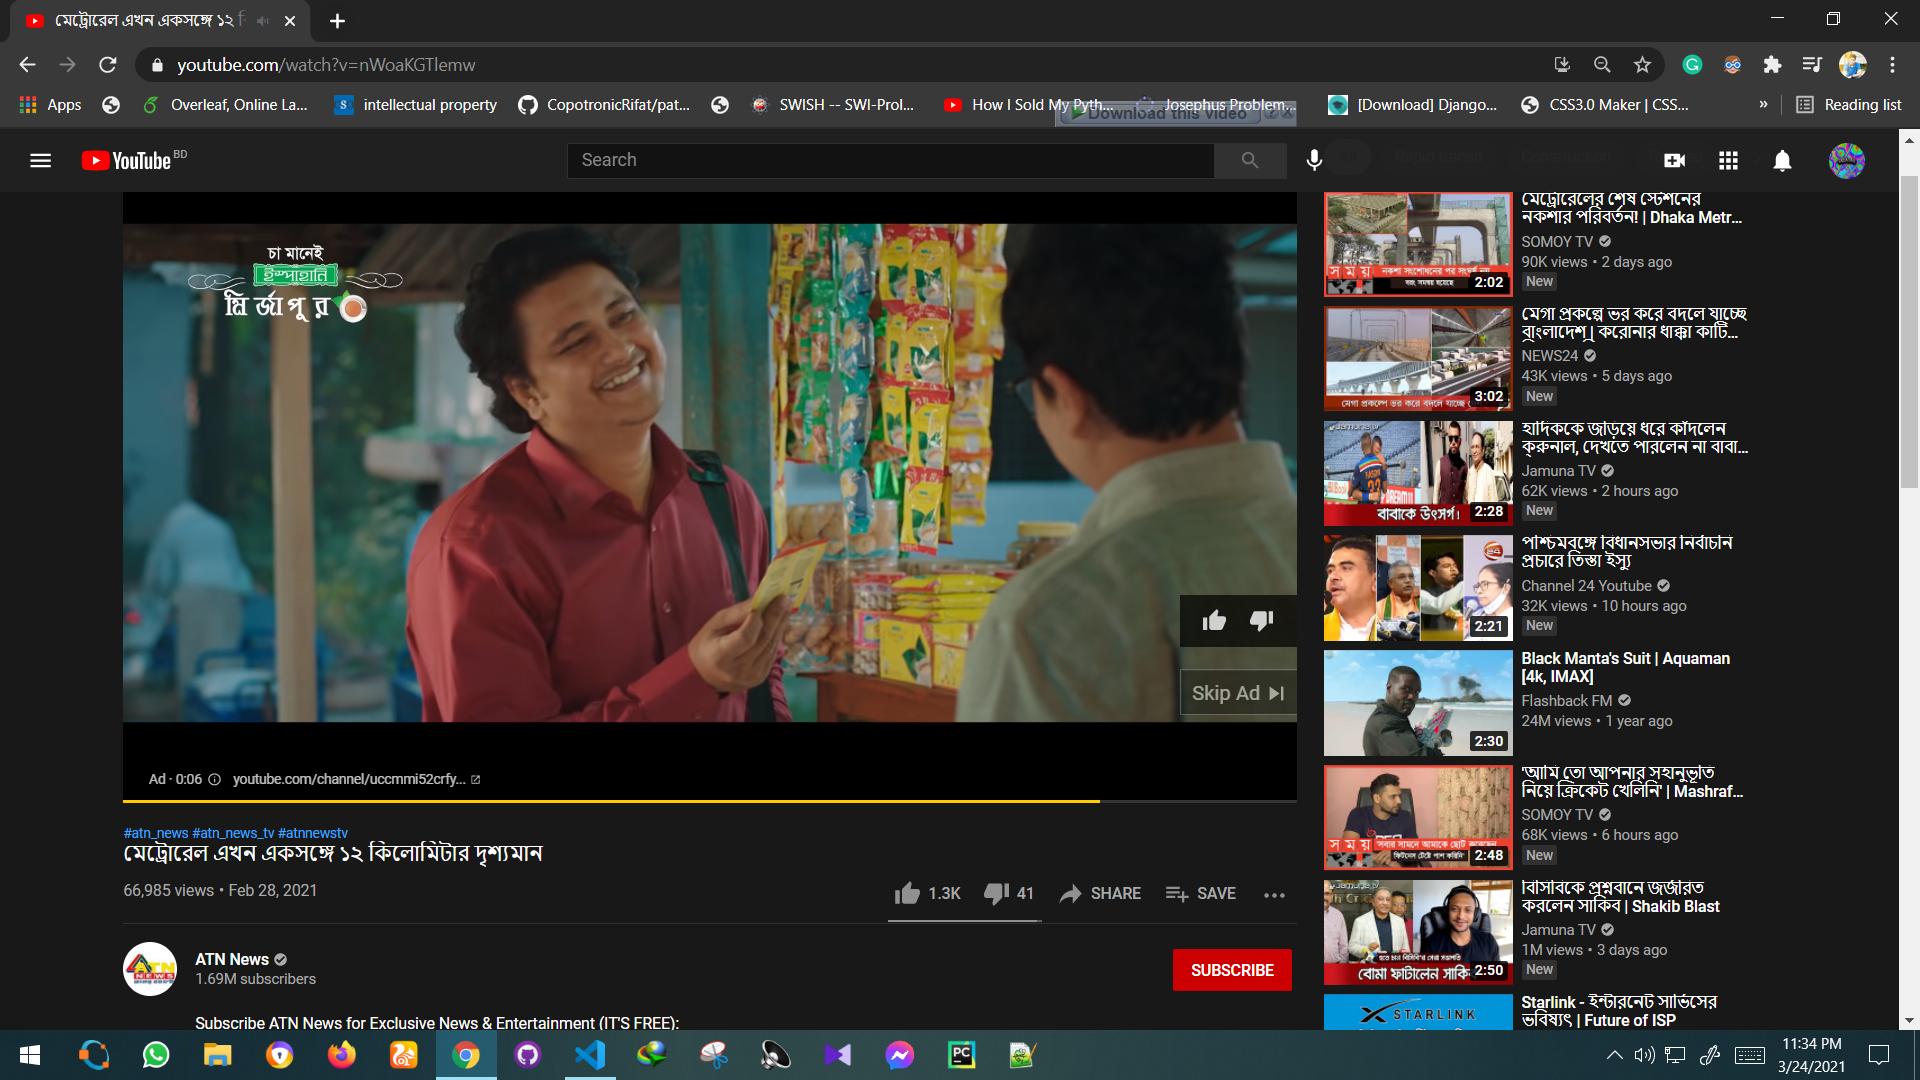 মেট্রোরেল এখন একসঙ্গে ১২
youtube.com/watch?v=nWoaKGTlemw
Apps
Overleaf, Online La...
intellectual property
CopotronicRifat/pat...
SWISH -- SWI-Prol...
How I Sold My Pyth...
Josephus Problem...
[Download] Django...
CSS3.0 Maker | CSS...
»
Reading list
Download this video
YouTube BD
Search
চা মানেই
ইস্পাহানি
মির্জাপুর
Skip Ad
Ad · 0:06
youtube.com/channel/uccmmi52crfy...
#atn_news #atn_news_tv #atnnewstv
মেট্রোরেল এখন একসঙ্গে ১২ কিলোমিটার দৃশ্যমান
66,985 views • Feb 28, 2021
1.3K
41
SHARE
SAVE
ATN News
1.69M subscribers
SUBSCRIBE
Subscribe ATN News for Exclusive News & Entertainment (IT'S FREE):
মেট্রোরেলের শেষ স্টেশনের
নকশার পরিবর্তন! | Dhaka Metr...
SOMOY TV
90K views • 2 days ago
New
সময়
2:02
মেগা প্রকল্পে ভর করে বদলে যাচ্ছে
বাংলাদেশ | করোনার ধাক্কা কাটি...
NEWS24
43K views • 5 days ago
New
মেগা প্রকল্পে ভর করে বদলে যাচ্ছে
3:02
হার্দিককে জড়িয়ে ধরে কাঁদলেন
ক্রুনাল, দেখতে পারলেন না বাবা...
Jamuna TV
62K views • 2 hours ago
New
বাবাকে উৎসর্গ।
2:28
পশ্চিমবঙ্গে বিধানসভার নির্বাচনি
প্রচারে তিস্তা ইস্যু
Channel 24 Youtube
32K views • 10 hours ago
New
24
2:21
Black Manta's Suit | Aquaman
[4k, IMAX]
Flashback FM
24M views • 1 year ago
2:30
'আমি তো আপনার সহানুভূতি
নিয়ে ক্রিকেট খেলিনি' | Mashraf...
SOMOY TV
68K views • 6 hours ago
New
সময়
2:48
বিসিবিকে প্রশ্নবানে জর্জরিত
করলেন সাকিব | Shakib Blast
Jamuna TV
1M views • 3 days ago
New
বোমা ফাটালেন সাকি
2:50
Starlink - ইন্টারনেট সার্ভিসের
ভবিষ্যৎ | Future of ISP
STARLINK
11:34 PM
3/24/2021